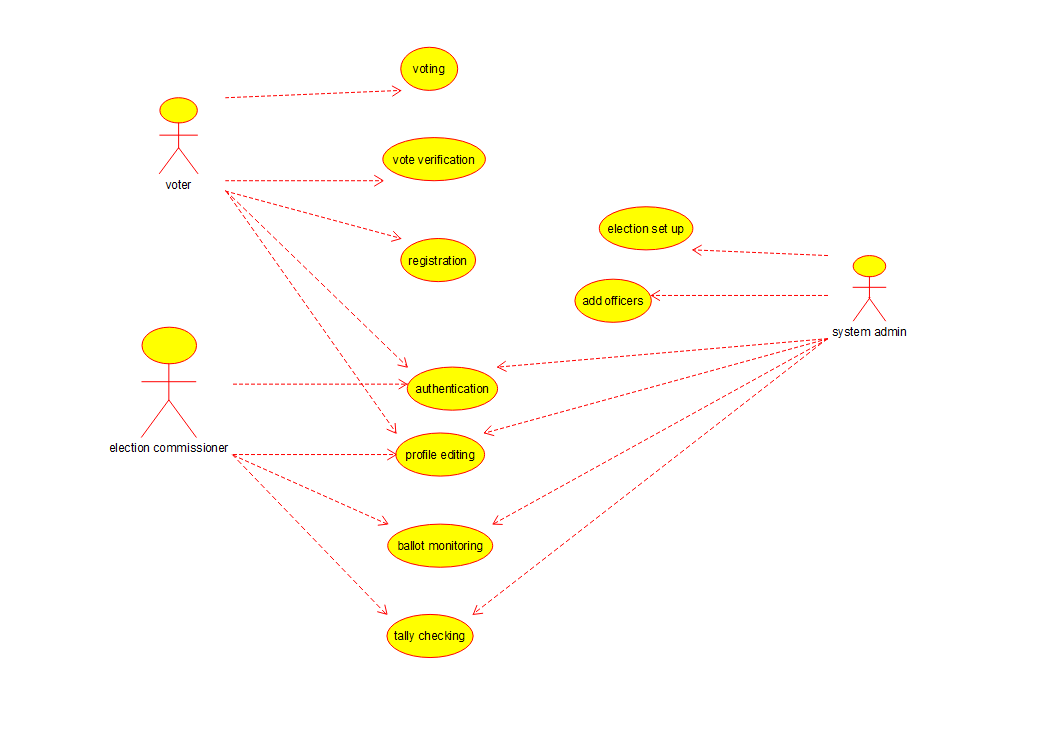 voting
vote verification
voter
election set up
registration
add officers
system admin
authentication
election commissioner
profile editing
ballot monitoring
tally checking